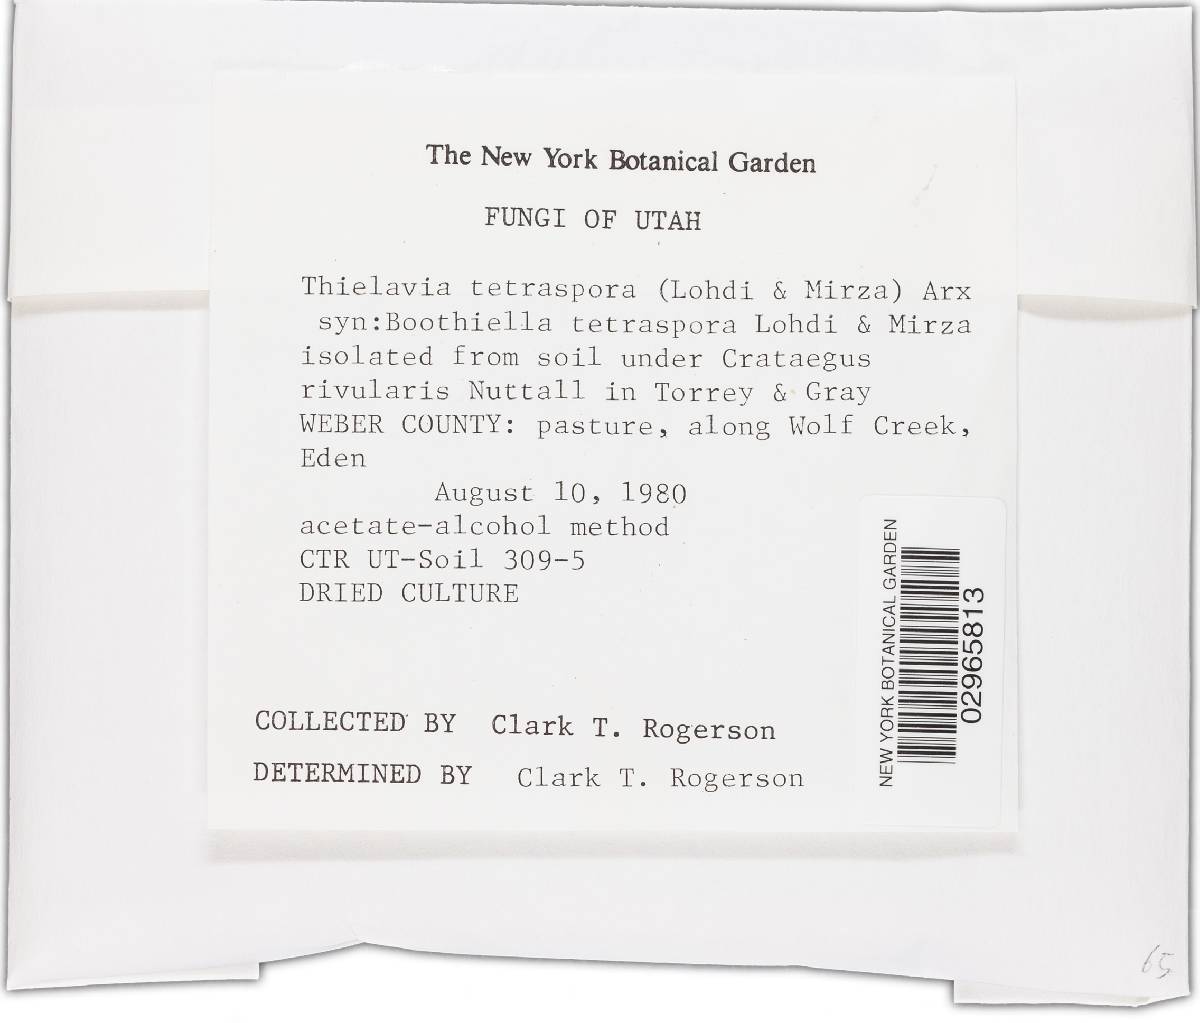 The New York Botanical Garden
FUNGI OF UTAH
Thielavia tetraspora (Lohdi & Mirza) Arx
syn:Boothiella tetraspora Lohdi & Mirza
isolated from soil under Crataegus
rivularis Nuttall in Torrey & Gray
WEBER COUNTY: pasture, along Wolf Creek,
Eden
August 10, 1980
acetate-alcohol method
CTR UT-Soil 309-5
DRIED CULTURE
COLLECTED BY Clark T. Rogerson
DETERMINED BY Clark T. Rogerson
NEW YORK BOTANICAL GARDEN
02965813
65